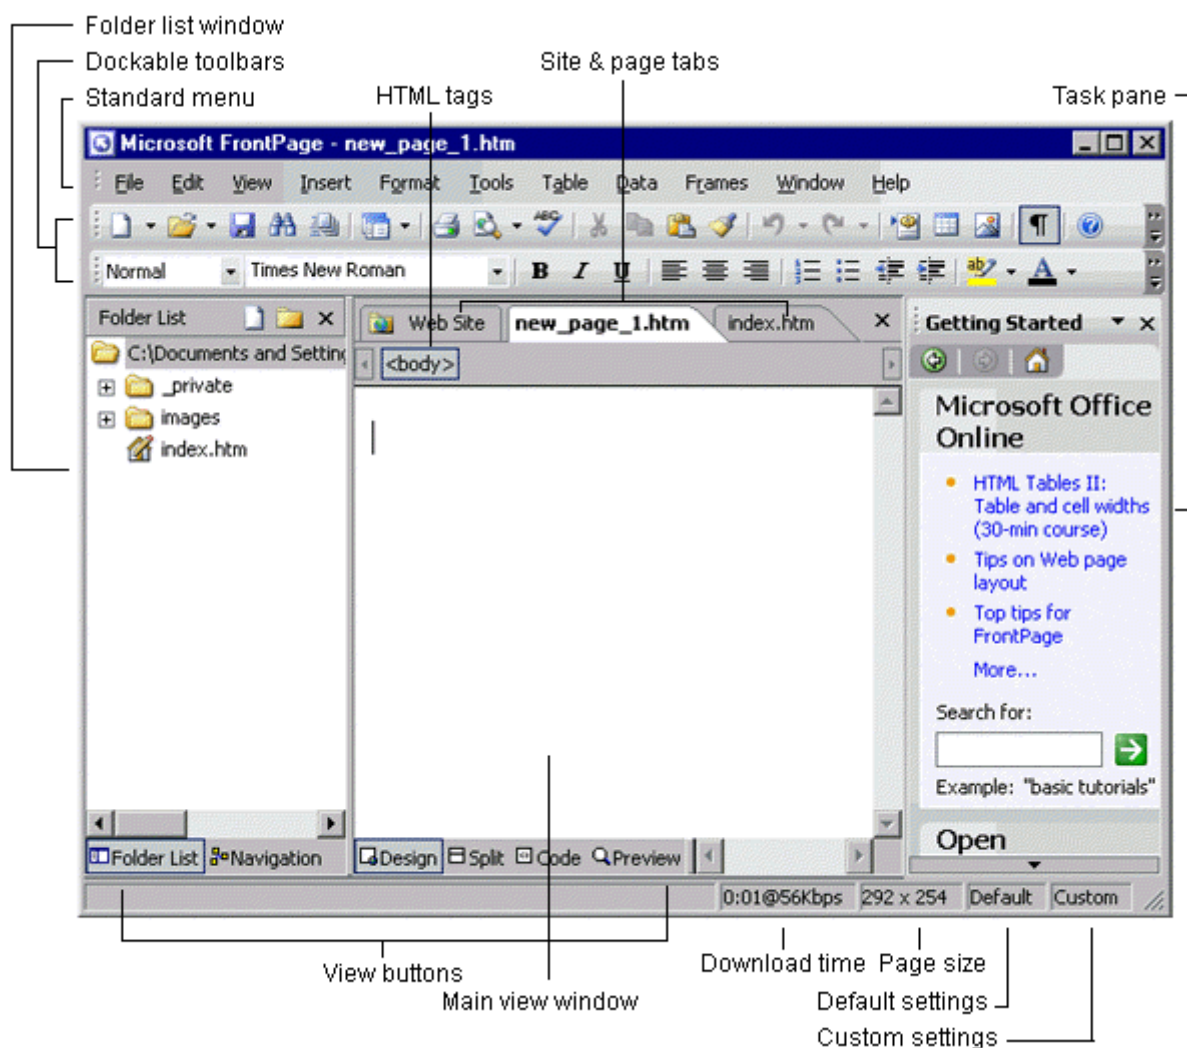 Folder list window
Dockable toolbars
Site & page tabs
Standard menu
HTML tags
Task pane
Microsoft FrontPage - new_page_1.htm
File Edit View Insert Format Tools Table Data Frames Window Help
ABC
Normal Times New Roman B I U ab A
Folder List
Web Site new_page_1.htm index.htm
Getting Started
C:\Documents and Setting
<body>
_private
images
index.htm
Microsoft Office
Online
HTML Tables II:
Table and cell widths
(30-min course)
Tips on Web page
layout
Top tips for
FrontPage
More...
Search for:
Example: "basic tutorials"
Open
Folder List Navigation
Design Split Code Preview
0:01@56Kbps 292 x 254 Default Custom
View buttons
Main view window
Download time Page size
Default settings
Custom settings